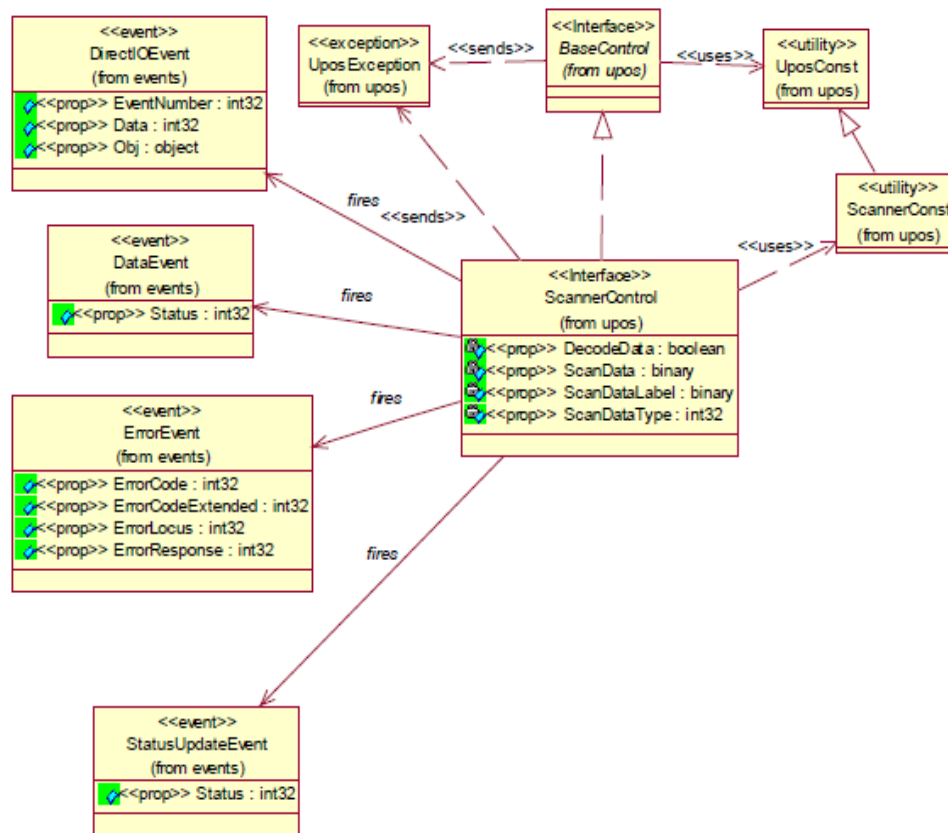 <<event>>
DirectIOEvent
(from events)
<<prop>> EventNumber : int32
<<prop>> Data : int32
<<prop>> Obj : object
<<exception>>
UposException
(from upos)
<<sends>>
<<Interface>>
BaseControl
(from upos)
<<uses>>
<<utility>>
UposConst
(from upos)
<<utility>>
ScannerConst
(from upos)
fires
<<sends>>
<<uses>>
<<event>>
DataEvent
(from events)
<<prop>> Status : int32
fires
<<Interface>>
ScannerControl
(from upos)
<<prop>> DecodeData : boolean
<<prop>> ScanData : binary
<<prop>> ScanDataLabel : binary
<<prop>> ScanDataType : int32
fires
<<event>>
ErrorEvent
(from events)
<<prop>> ErrorCode : int32
<<prop>> ErrorCodeExtended : int32
<<prop>> ErrorLocus : int32
<<prop>> ErrorResponse : int32
fires
<<event>>
StatusUpdateEvent
(from events)
<<prop>> Status : int32